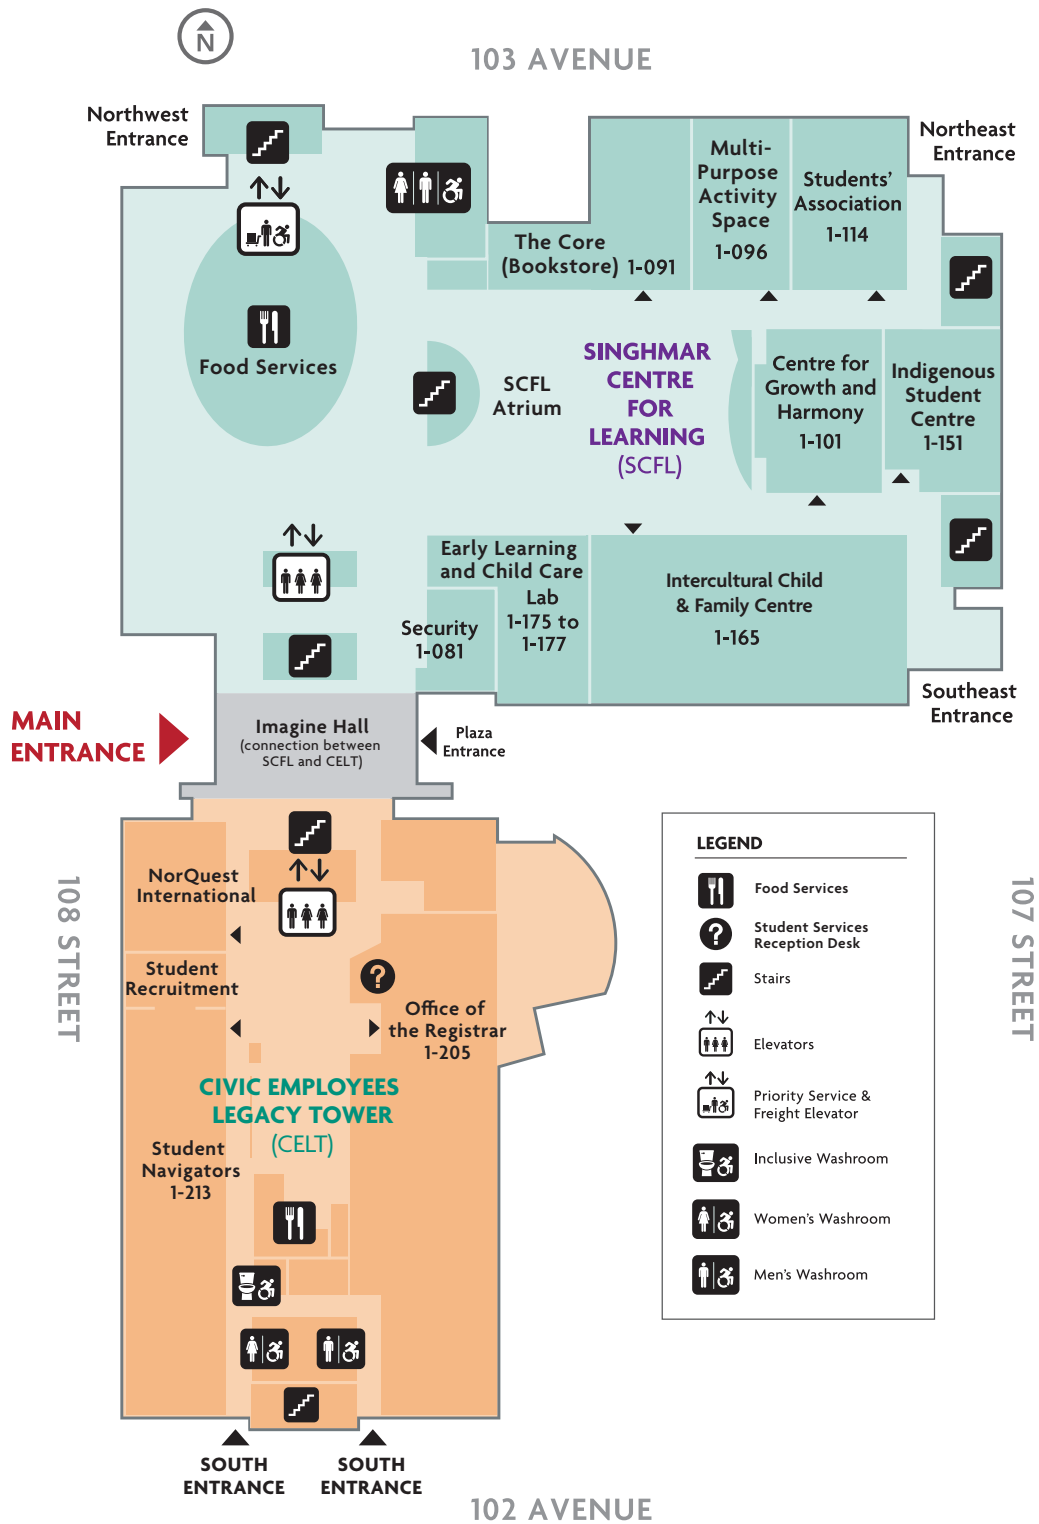 N
103 AVENUE
Northwest
Entrance
Northeast
Entrance
Multi-
Purpose
Activity
Space
1-096
Students'
Association
1-114
The Core
(Bookstore) 1-091
Food Services
SCFL
Atrium
SINGHMAR
CENTRE
FOR
LEARNING
(SCFL)
Centre for
Growth and
Harmony
1-101
Indigenous
Student
Centre
1-151
Early Learning
and Child Care
Lab
1-175 to
1-177
Security
1-081
Intercultural Child
& Family Centre
1-165
Southeast
Entrance
MAIN
ENTRANCE
Imagine Hall
(connection between
SCFL and CELT)
Plaza
Entrance
108 STREET
107 STREET
NorQuest
International
Student
Recruitment
?
Office of
the Registrar
1-205
CIVIC EMPLOYEES
LEGACY TOWER
(CELT)
Student
Navigators
1-213
SOUTH
ENTRANCE
SOUTH
ENTRANCE
102 AVENUE
LEGEND
Food Services
?
Student Services
Reception Desk
Stairs
Elevators
Priority Service &
Freight Elevator
Inclusive Washroom
Women's Washroom
Men's Washroom